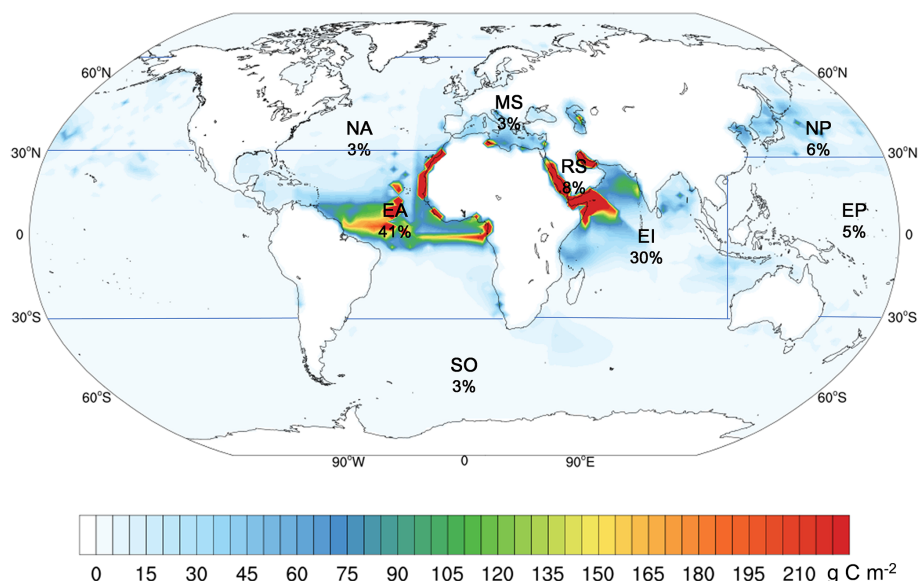 60°N
60°N
MS
3%
NA
3%
NP
6%
30°N
30°N
RS
8%
EA
41%
EP
5%
0
0
EI
30%
30°S
30°S
SO
3%
60°S
60°S
90°W
0
90°E
0 15 30 45 60 75 90 105 120 135 150 165 180 195 210 g C m-2